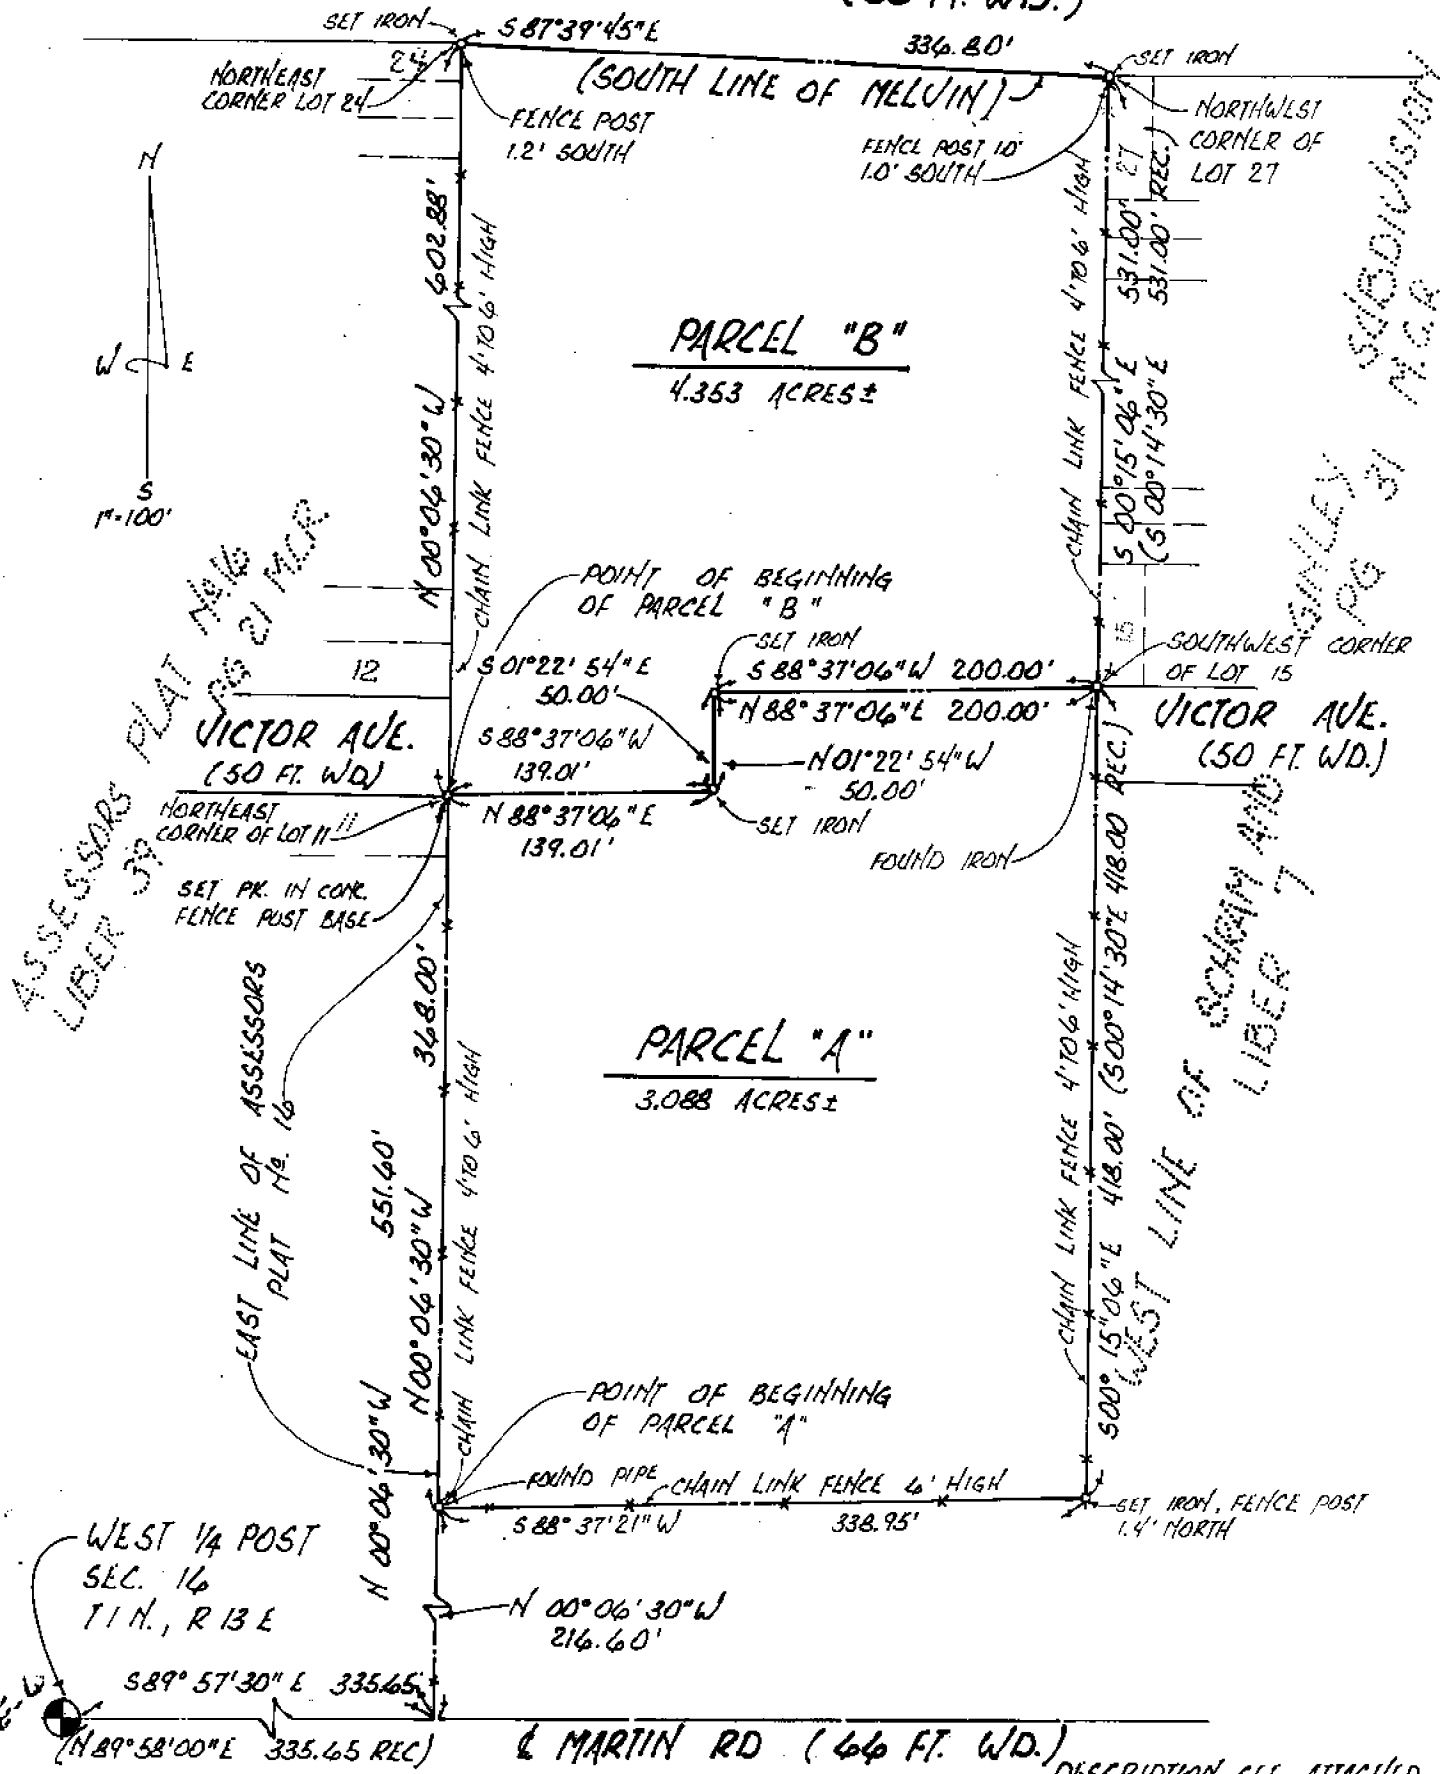 SET IRON
S 87°39'45" E
336.80'
(SOUTH LINE OF MELVIN)
SET IRON
24
NORTHEAST
CORNER LOT 24
FENCE POST
1.2' SOUTH
FENCE POST 1.0'
1.0' SOUTH
NORTHWEST
CORNER OF
LOT 27
27
N
W E
S
1"=100'
602.88'
N 00°06'30" W
CHAIN LINK FENCE 4' TO 6' HIGH
PARCEL "B"
4.353 ACRES±
CHAIN LINK FENCE 4' TO 6' HIGH
S 00°15'06" E 531.00'
(S 00°14'30" E 531.00' REC.)
SUBDIVISION
M.C.R.
PG 31
ASSESSORS PLAT No. 16
LIBER 39 PG 21 M.C.R.
POINT OF BEGINNING
OF PARCEL "B"
SET IRON
12
S 01°22'54" E
50.00'
S 88°37'06" W 200.00'
N 88°37'06" E 200.00'
15
SOUTHWEST CORNER
OF LOT 15
VICTOR AVE.
(50 FT. WD.)
S 88°37'06" W
139.01'
N 01°22'54" W
50.00'
VICTOR AVE.
(50 FT. WD.)
NORTHEAST
CORNER OF LOT 11
11
N 88°37'06" E
139.01'
SET IRON
FOUND IRON
SET PK. IN CONC.
FENCE POST BASE
EAST LINE OF ASSESSORS
PLAT No. 16
368.00'
N 00°06'30" W
551.60'
N 00°06'30" W
CHAIN LINK FENCE 4' TO 6' HIGH
PARCEL "A"
3.088 ACRES±
CHAIN LINK FENCE 4' TO 6' HIGH
S 00°15'06" E 418.00' (S 00°14'30" E 418.00 REC.)
WEST LINE OF SCHRAM AND
LIBER 7
POINT OF BEGINNING
OF PARCEL "A"
FOUND PIPE
CHAIN LINK FENCE 6' HIGH
S 88°37'21" W 338.95'
SET IRON, FENCE POST
1.4' NORTH
WEST 1/4 POST
SEC. 16
T 1 N., R 13 E
N 00°06'30" W
216.60'
S 89°57'30" E 335.65'
(N 89°58'00" E 335.65 REC)
℄ MARTIN RD (66 FT. WD.)